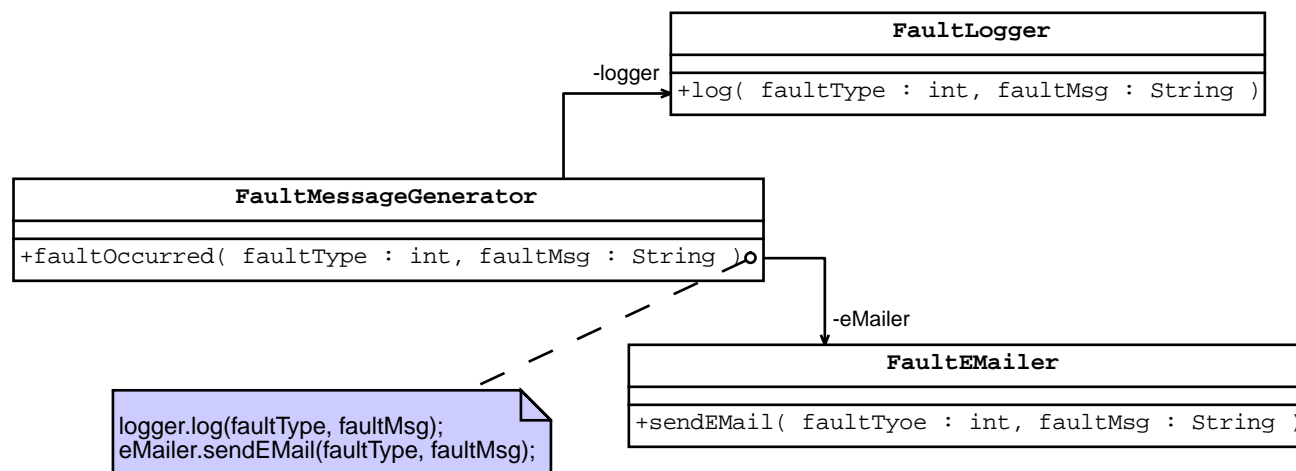 FaultLogger
-logger
+log( faultType : int, faultMsg : String )
FaultMessageGenerator
+faultOccurred( faultType : int, faultMsg : String )
-eMailer
FaultEMailer
+sendEMail( faultTyoe : int, faultMsg : String )
logger.log(faultType, faultMsg);
eMailer.sendEMail(faultType, faultMsg);